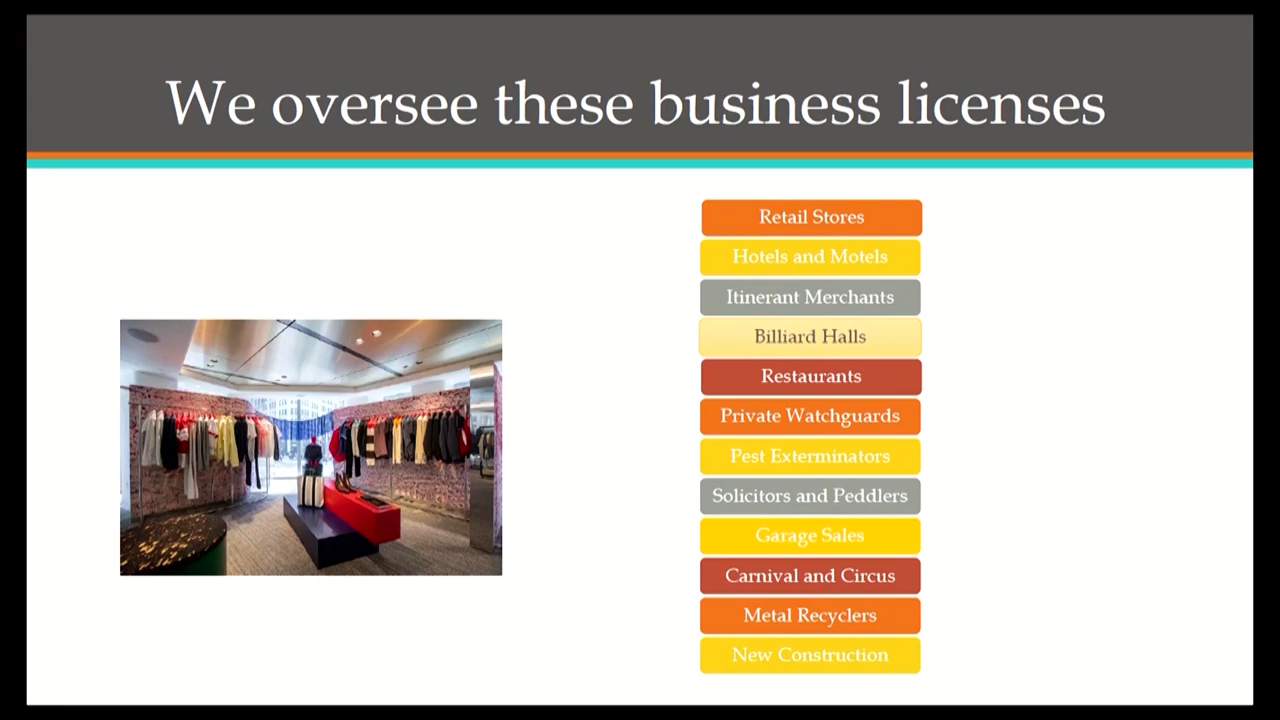 We oversee these business licenses
Retail Stores
Hotels and Motels
Itinerant Merchants
Billiard Halls
Restaurants
Private Watchguards
Pest Exterminators
Solicitors and Peddlers
Garage Sales
Carnival and Circus
Metal Recyclers
New Construction